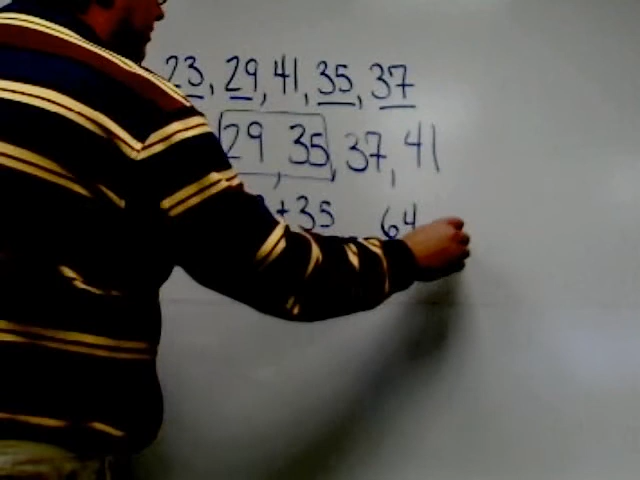 23, 29, 41, 35, 37
29, 35, 37, 41
+35 64